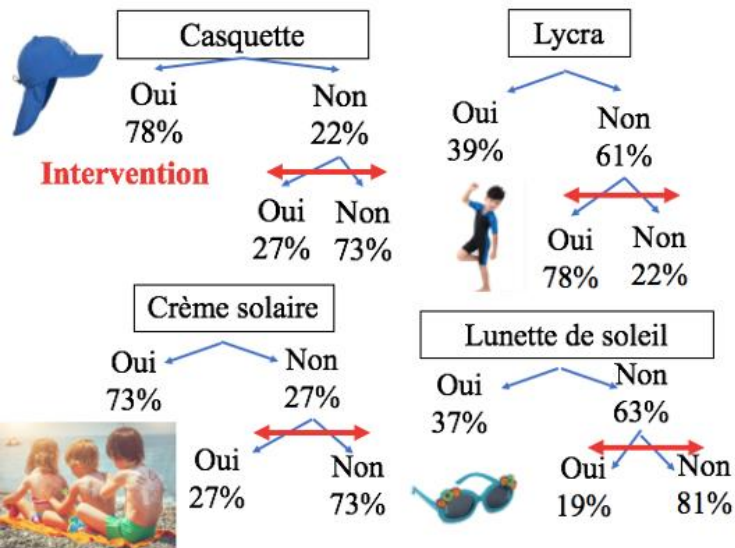 Casquette
Oui Non
78% 22%
Intervention
Oui Non
27% 73%
Lycra
Oui Non
39% 61%
Oui Non
78% 22%
Crème solaire
Oui Non
73% 27%
Oui Non
27% 73%
Lunette de soleil
Oui Non
37% 63%
Oui Non
19% 81%